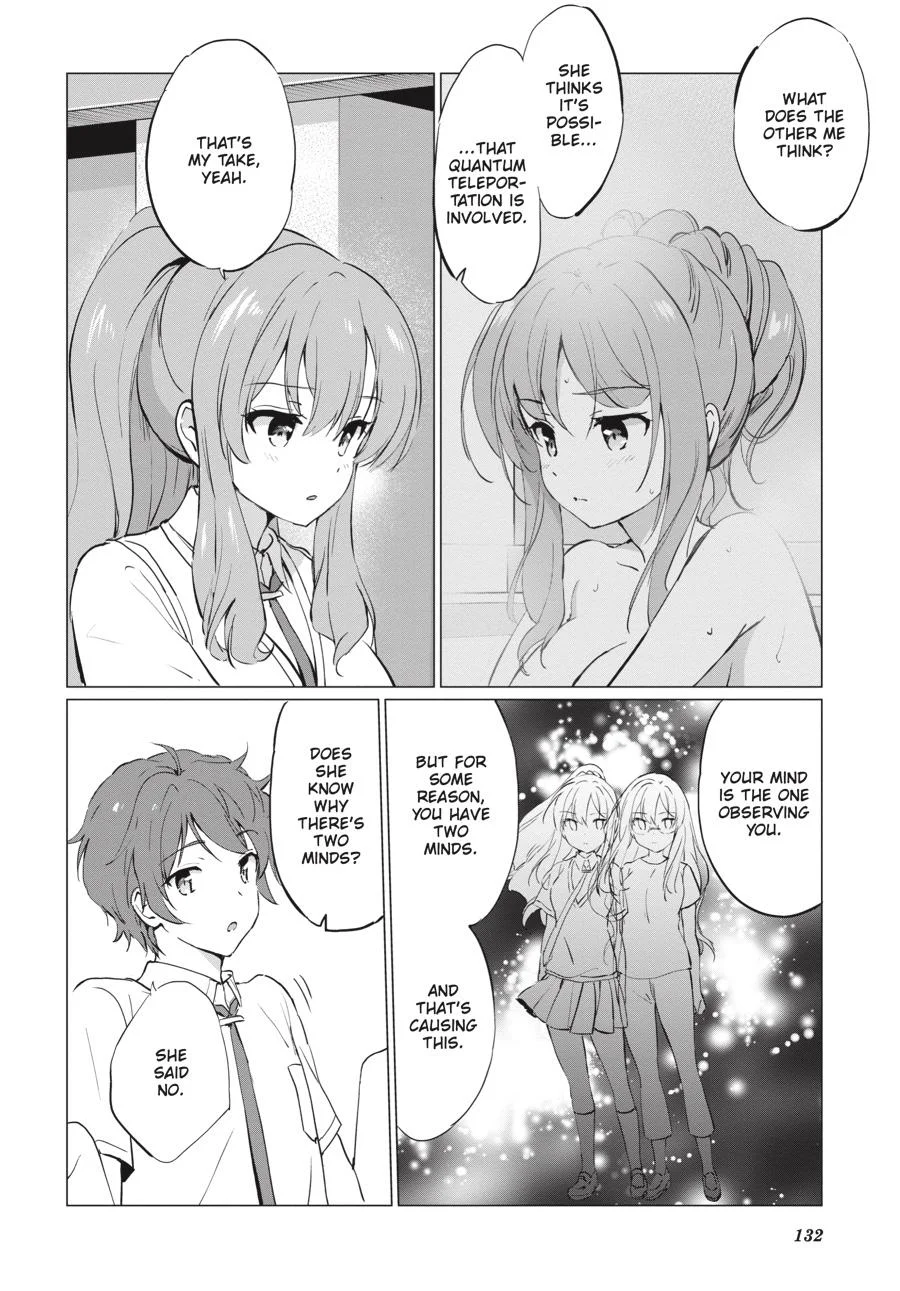 WHAT
DOES THE
OTHER ME
THINK?
SHE
THINKS
IT'S
POSSI-
BLE...
...THAT
QUANTUM
TELEPOR-
TATION IS
INVOLVED.
THAT'S
MY TAKE,
YEAH.
YOUR MIND
IS THE ONE
OBSERVING
YOU.
BUT FOR
SOME
REASON,
YOU HAVE
TWO
MINDS.
AND
THAT'S
CAUSING
THIS.
DOES
SHE
KNOW
WHY
THERE'S
TWO
MINDS?
SHE
SAID
NO.
132